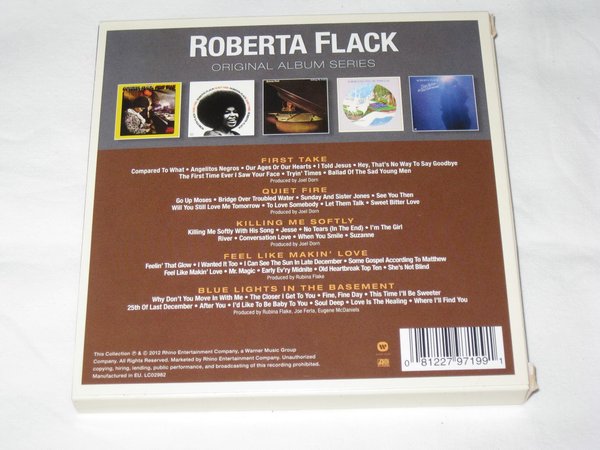 ROBERTA FLACK
ORIGINAL ALBUM SERIES
FIRST TAKE
Compared To What • Angelitos Negros • Our Ages Or Our Hearts • I Told Jesus • Hey, That's No Way To Say Goodbye
The First Time Ever I Saw Your Face • Tryin' Times • Ballad Of The Sad Young Men
Produced by Joel Dorn
QUIET FIRE
Go Up Moses • Bridge Over Troubled Water • Sunday And Sister Jones • See You Then
Will You Still Love Me Tomorrow • To Love Somebody • Let Them Talk • Sweet Bitter Love
Produced by Joel Dorn
KILLING ME SOFTLY
Killing Me Softly With His Song • Jesse • No Tears (In The End) • I'm The Girl
River • Conversation Love • When You Smile • Suzanne
Produced by Joel Dorn
FEEL LIKE MAKIN' LOVE
Feelin' That Glow • I Wanted It Too • I Can See The Sun In Late December • Some Gospel According To Matthew
Feel Like Makin' Love • Mr. Magic • Early Ev'ry Midnite • Old Heartbreak Top Ten • She's Not Blind
Produced by Rubina Flake
BLUE LIGHTS IN THE BASEMENT
Why Don't You Move In With Me • The Closer I Get To You • Fine, Fine Day • This Time I'll Be Sweeter
25th Of Last December • After You • I'd Like To Be Baby To You • Soul Deep • Love Is The Healing • Where I'll Find You
Produced by Rubina Flake, Joe Ferla, Eugene McDaniels
This Collection ℗ & © 2012 Rhino Entertainment Company, a Warner Music Group
Company. All Rights Reserved. Marketed by Rhino Entertainment Company. Unauthorized
copying, hiring, lending, public performance, and broadcasting of this recording prohibited.
Manufactured in EU. LC02982
0 81227 97199 1